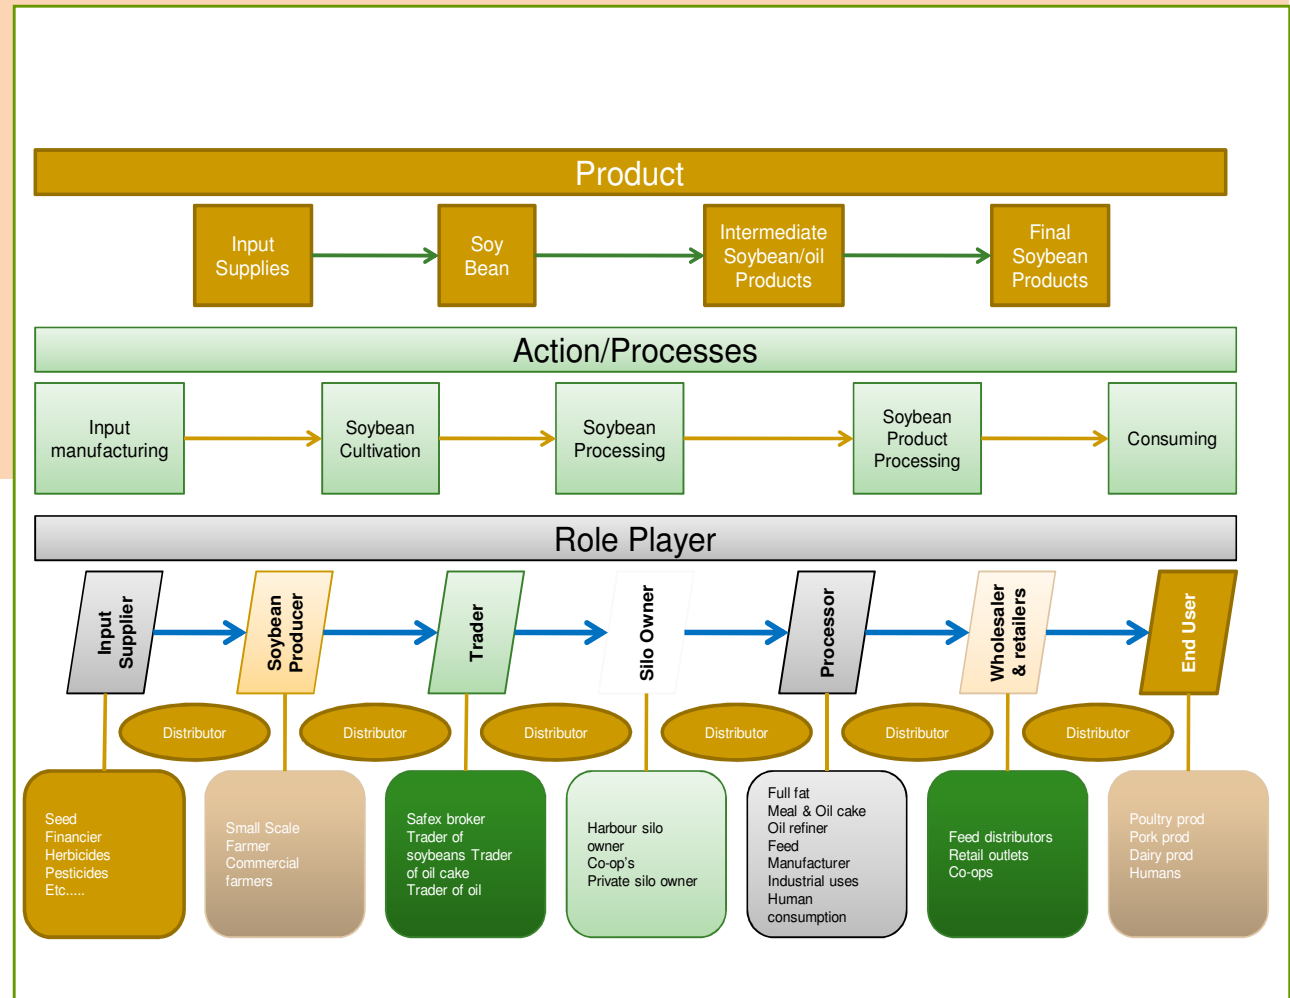 Product
Input
Supplies
Soy
Bean
Intermediate
Soybean/oil
Products
Final
Soybean
Products
Action/Processes
Input
manufacturing
Soybean
Cultivation
Soybean
Processing
Soybean
Product
Processing
Consuming
Role Player
Input
Supplier
Soybean
Producer
Trader
Silo Owner
Processor
Wholesaler
& retailers
End User
Distributor
Distributor
Distributor
Distributor
Distributor
Distributor
Seed
Financier
Herbicides
Pesticides
Etc.....
Small Scale
Farmer
Commercial
farmers
Safex broker
Trader of
soybeans Trader
of oil cake
Trader of oil
Harbour silo
owner
Co-op's
Private silo owner
Full fat
Meal & Oil cake
Oil refiner
Feed
Manufacturer
Industrial uses
Human
consumption
Feed distributors
Retail outlets
Co-ops
Poultry prod
Pork prod
Dairy prod
Humans